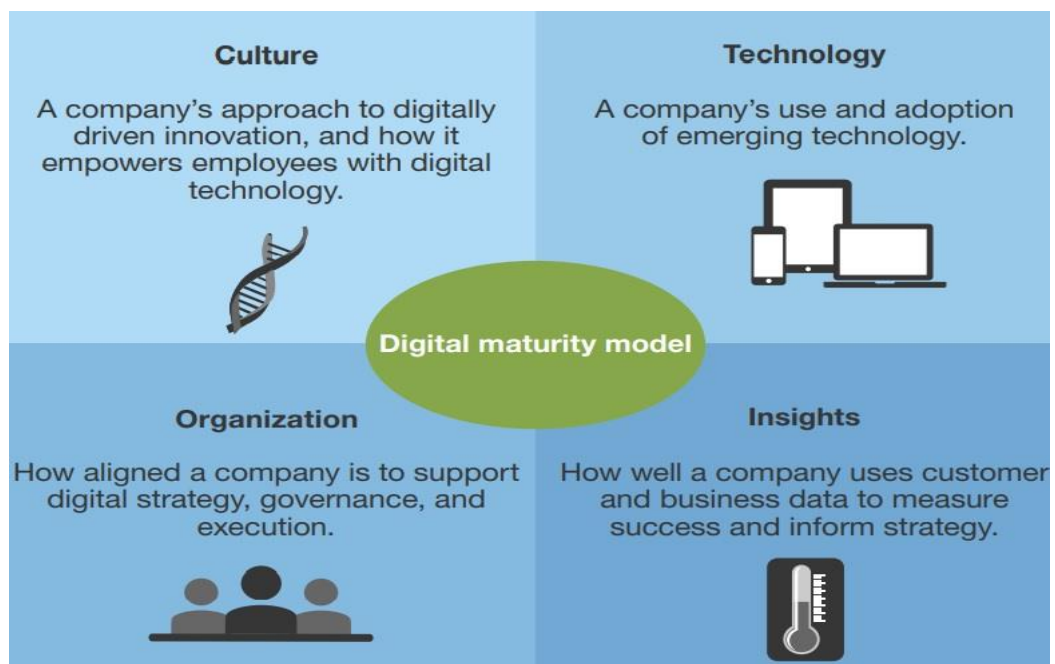 Culture
A company’s approach to digitally
driven innovation, and how it
empowers employees with digital
technology.
Technology
A company’s use and adoption
of emerging technology.
Digital maturity model
Organization
How aligned a company is to support
digital strategy, governance, and
execution.
Insights
How well a company uses customer
and business data to measure
success and inform strategy.